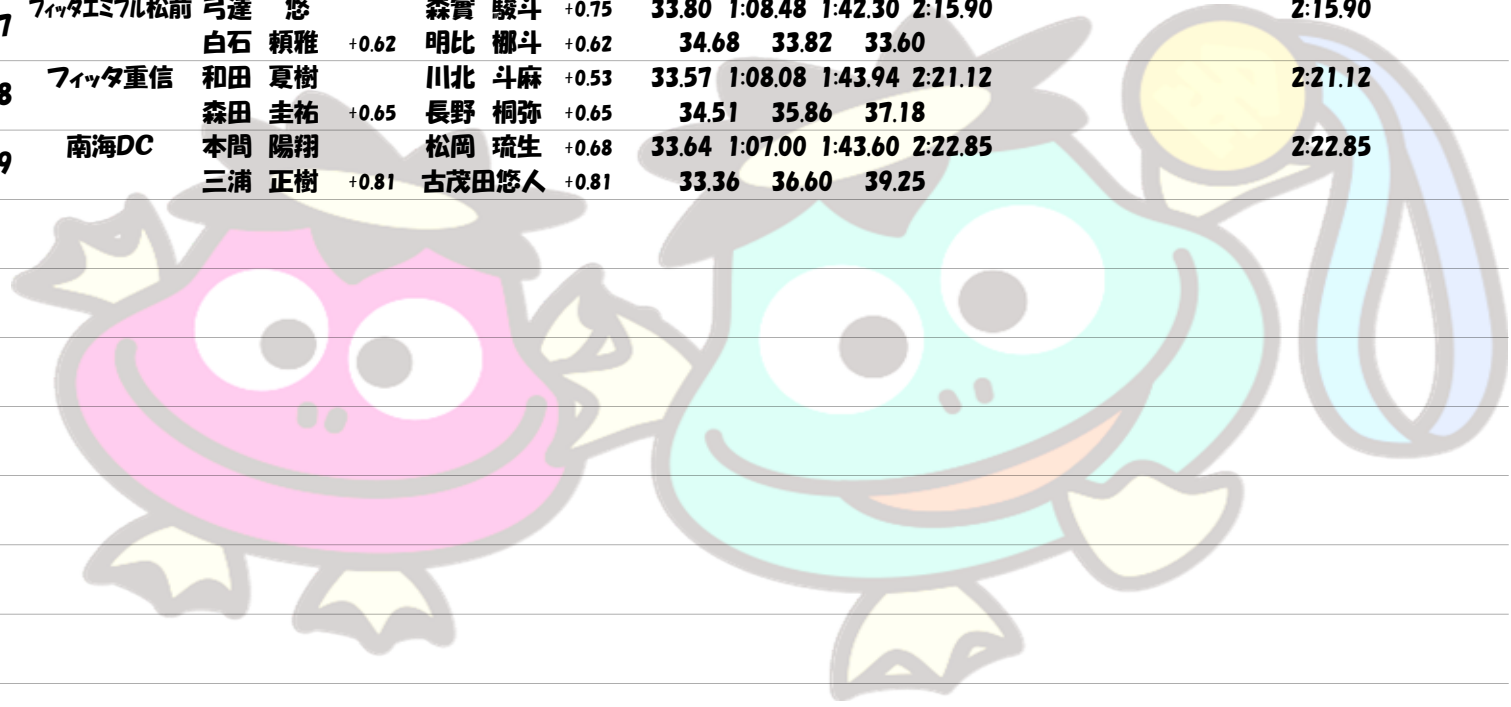 7 フィッタエミフル松前 弓達 悠 森實 駿斗 +0.75 33.80 1:08.48 1:42.30 2:15.90 2:15.90
白石 頼雅 +0.62 明比 梛斗 +0.62 34.68 33.82 33.60
8 フィッタ重信 和田 夏樹 川北 斗麻 +0.53 33.57 1:08.08 1:43.94 2:21.12 2:21.12
森田 圭祐 +0.65 長野 桐弥 +0.65 34.51 35.86 37.18
9 南海DC 本間 陽翔 松岡 琉生 +0.68 33.64 1:07.00 1:43.60 2:22.85 2:22.85
三浦 正樹 +0.81 古茂田悠人 +0.81 33.36 36.60 39.25